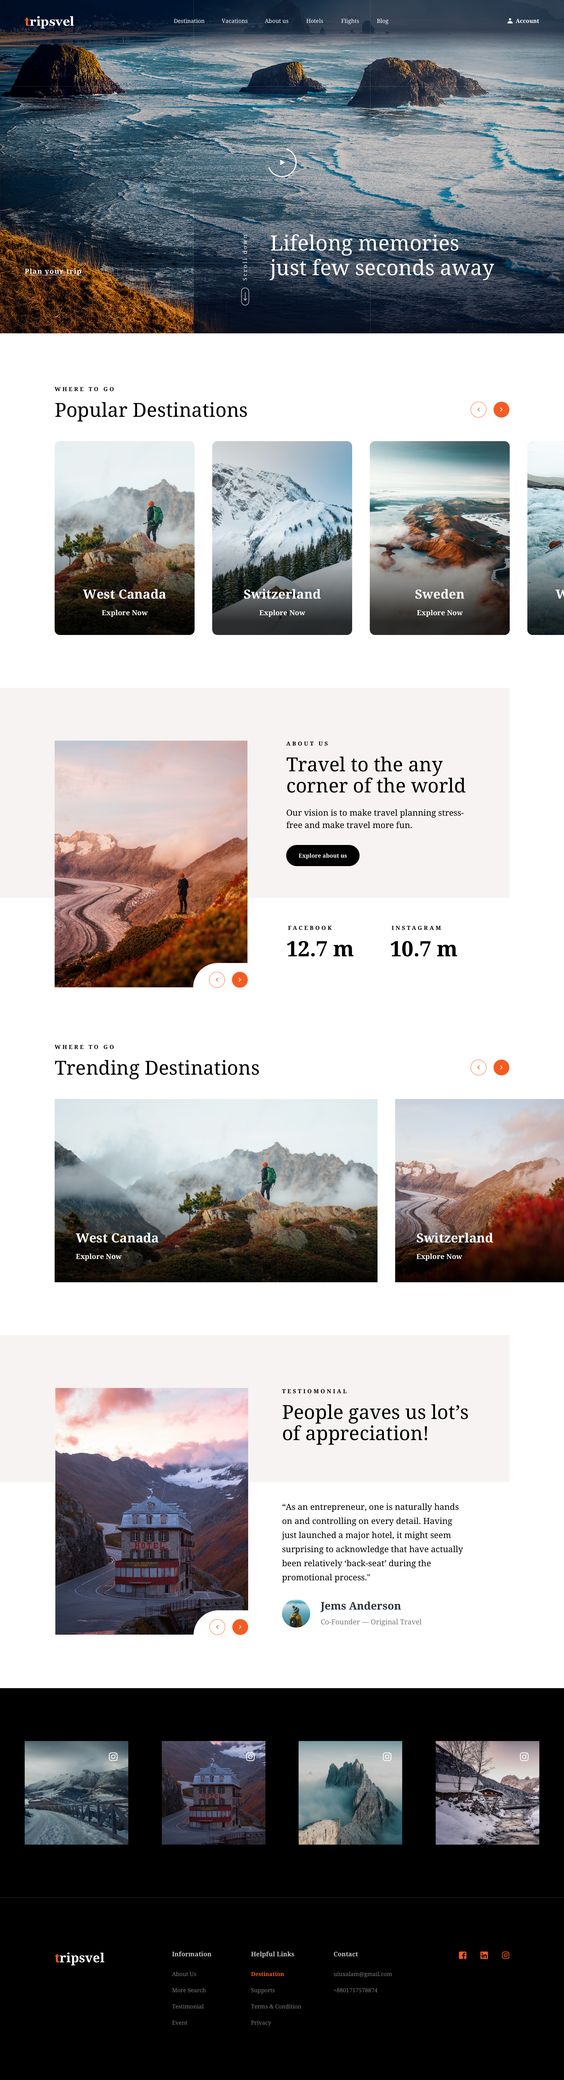 tripsvel
Destination
Vacations
About us
Hotels
Flights
Blog
Account
Scroll down
Lifelong memories
just few seconds away
Plan your trip
WHERE TO GO
Popular Destinations
West Canada
Explore Now
Switzerland
Explore Now
Sweden
Explore Now
W
ABOUT US
Travel to the any
corner of the world
Our vision is to make travel planning stress-
free and make travel more fun.
Explore about us
FACEBOOK
12.7 m
INSTAGRAM
10.7 m
WHERE TO GO
Trending Destinations
West Canada
Explore Now
Switzerland
Explore Now
TESTIOMONIAL
People gaves us lot’s
of appreciation!
“As an entrepreneur, one is naturally hands
on and controlling on every detail. Having
just launched a major hotel, it might seem
surprising to acknowledge that have actually
been relatively ‘back-seat’ during the
promotional process."
Jems Anderson
Co-Founder — Original Travel
HOTEL
tripsvel
Information
About Us
More Search
Testimonial
Event
Helpful Links
Destination
Supports
Terms & Condition
Privacy
Contact
uiuxalam@gmail.com
+8801717578874